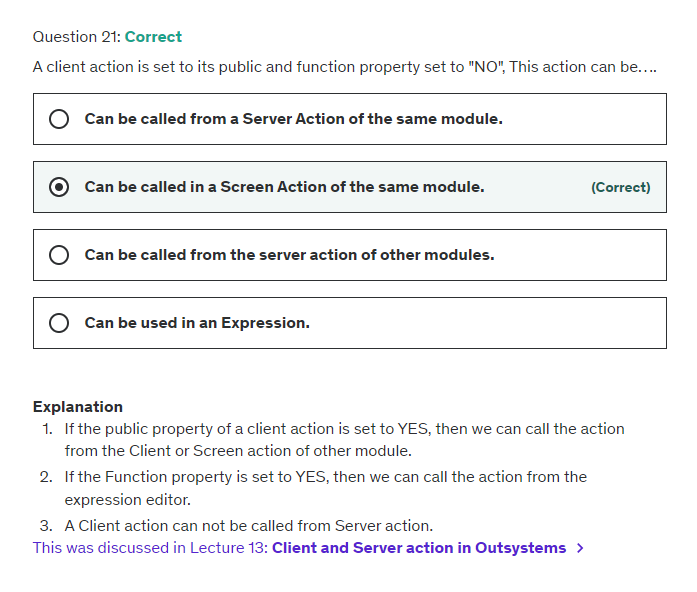 Question 21: Correct
A client action is set to its public and function property set to "NO", This action can be….
Can be called from a Server Action of the same module.
Can be called in a Screen Action of the same module. (Correct)
Can be called from the server action of other modules.
Can be used in an Expression.
Explanation
1. If the public property of a client action is set to YES, then we can call the action
from the Client or Screen action of other module.
2. If the Function property is set to YES, then we can call the action from the
expression editor.
3. A Client action can not be called from Server action.
This was discussed in Lecture 13: Client and Server action in Outsystems >